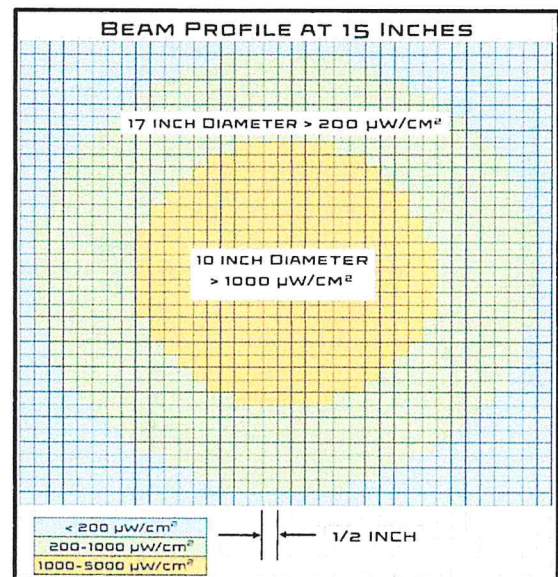 BEAM PROFILE AT 15 INCHES
17 INCH DIAMETER > 200 µW/CM²
10 INCH DIAMETER
> 1000 µW/CM²
< 200 µW/cm²
200-1000 µW/cm²
1000-5000 µW/cm²
1/2 INCH